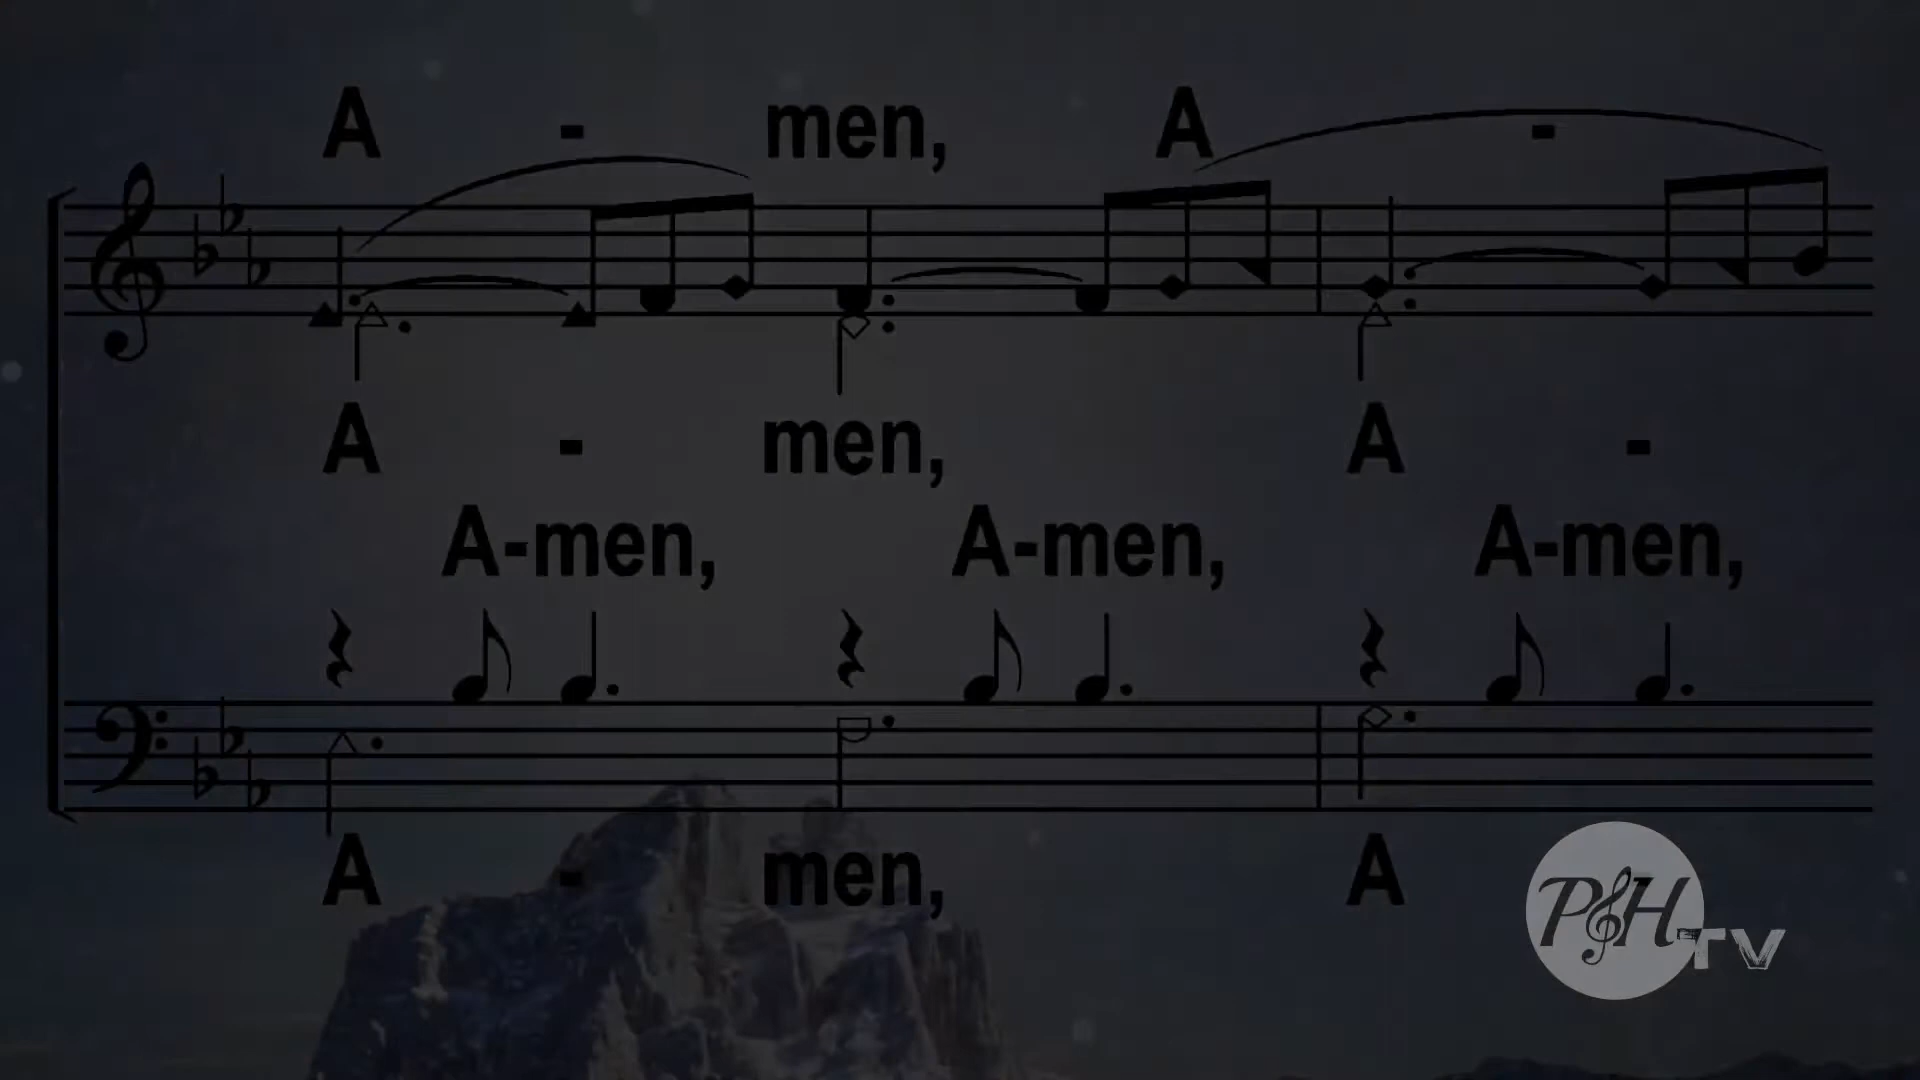 A - men, A -
A - men, A -
A-men, A-men, A-men,
A - men, A
P&H TV